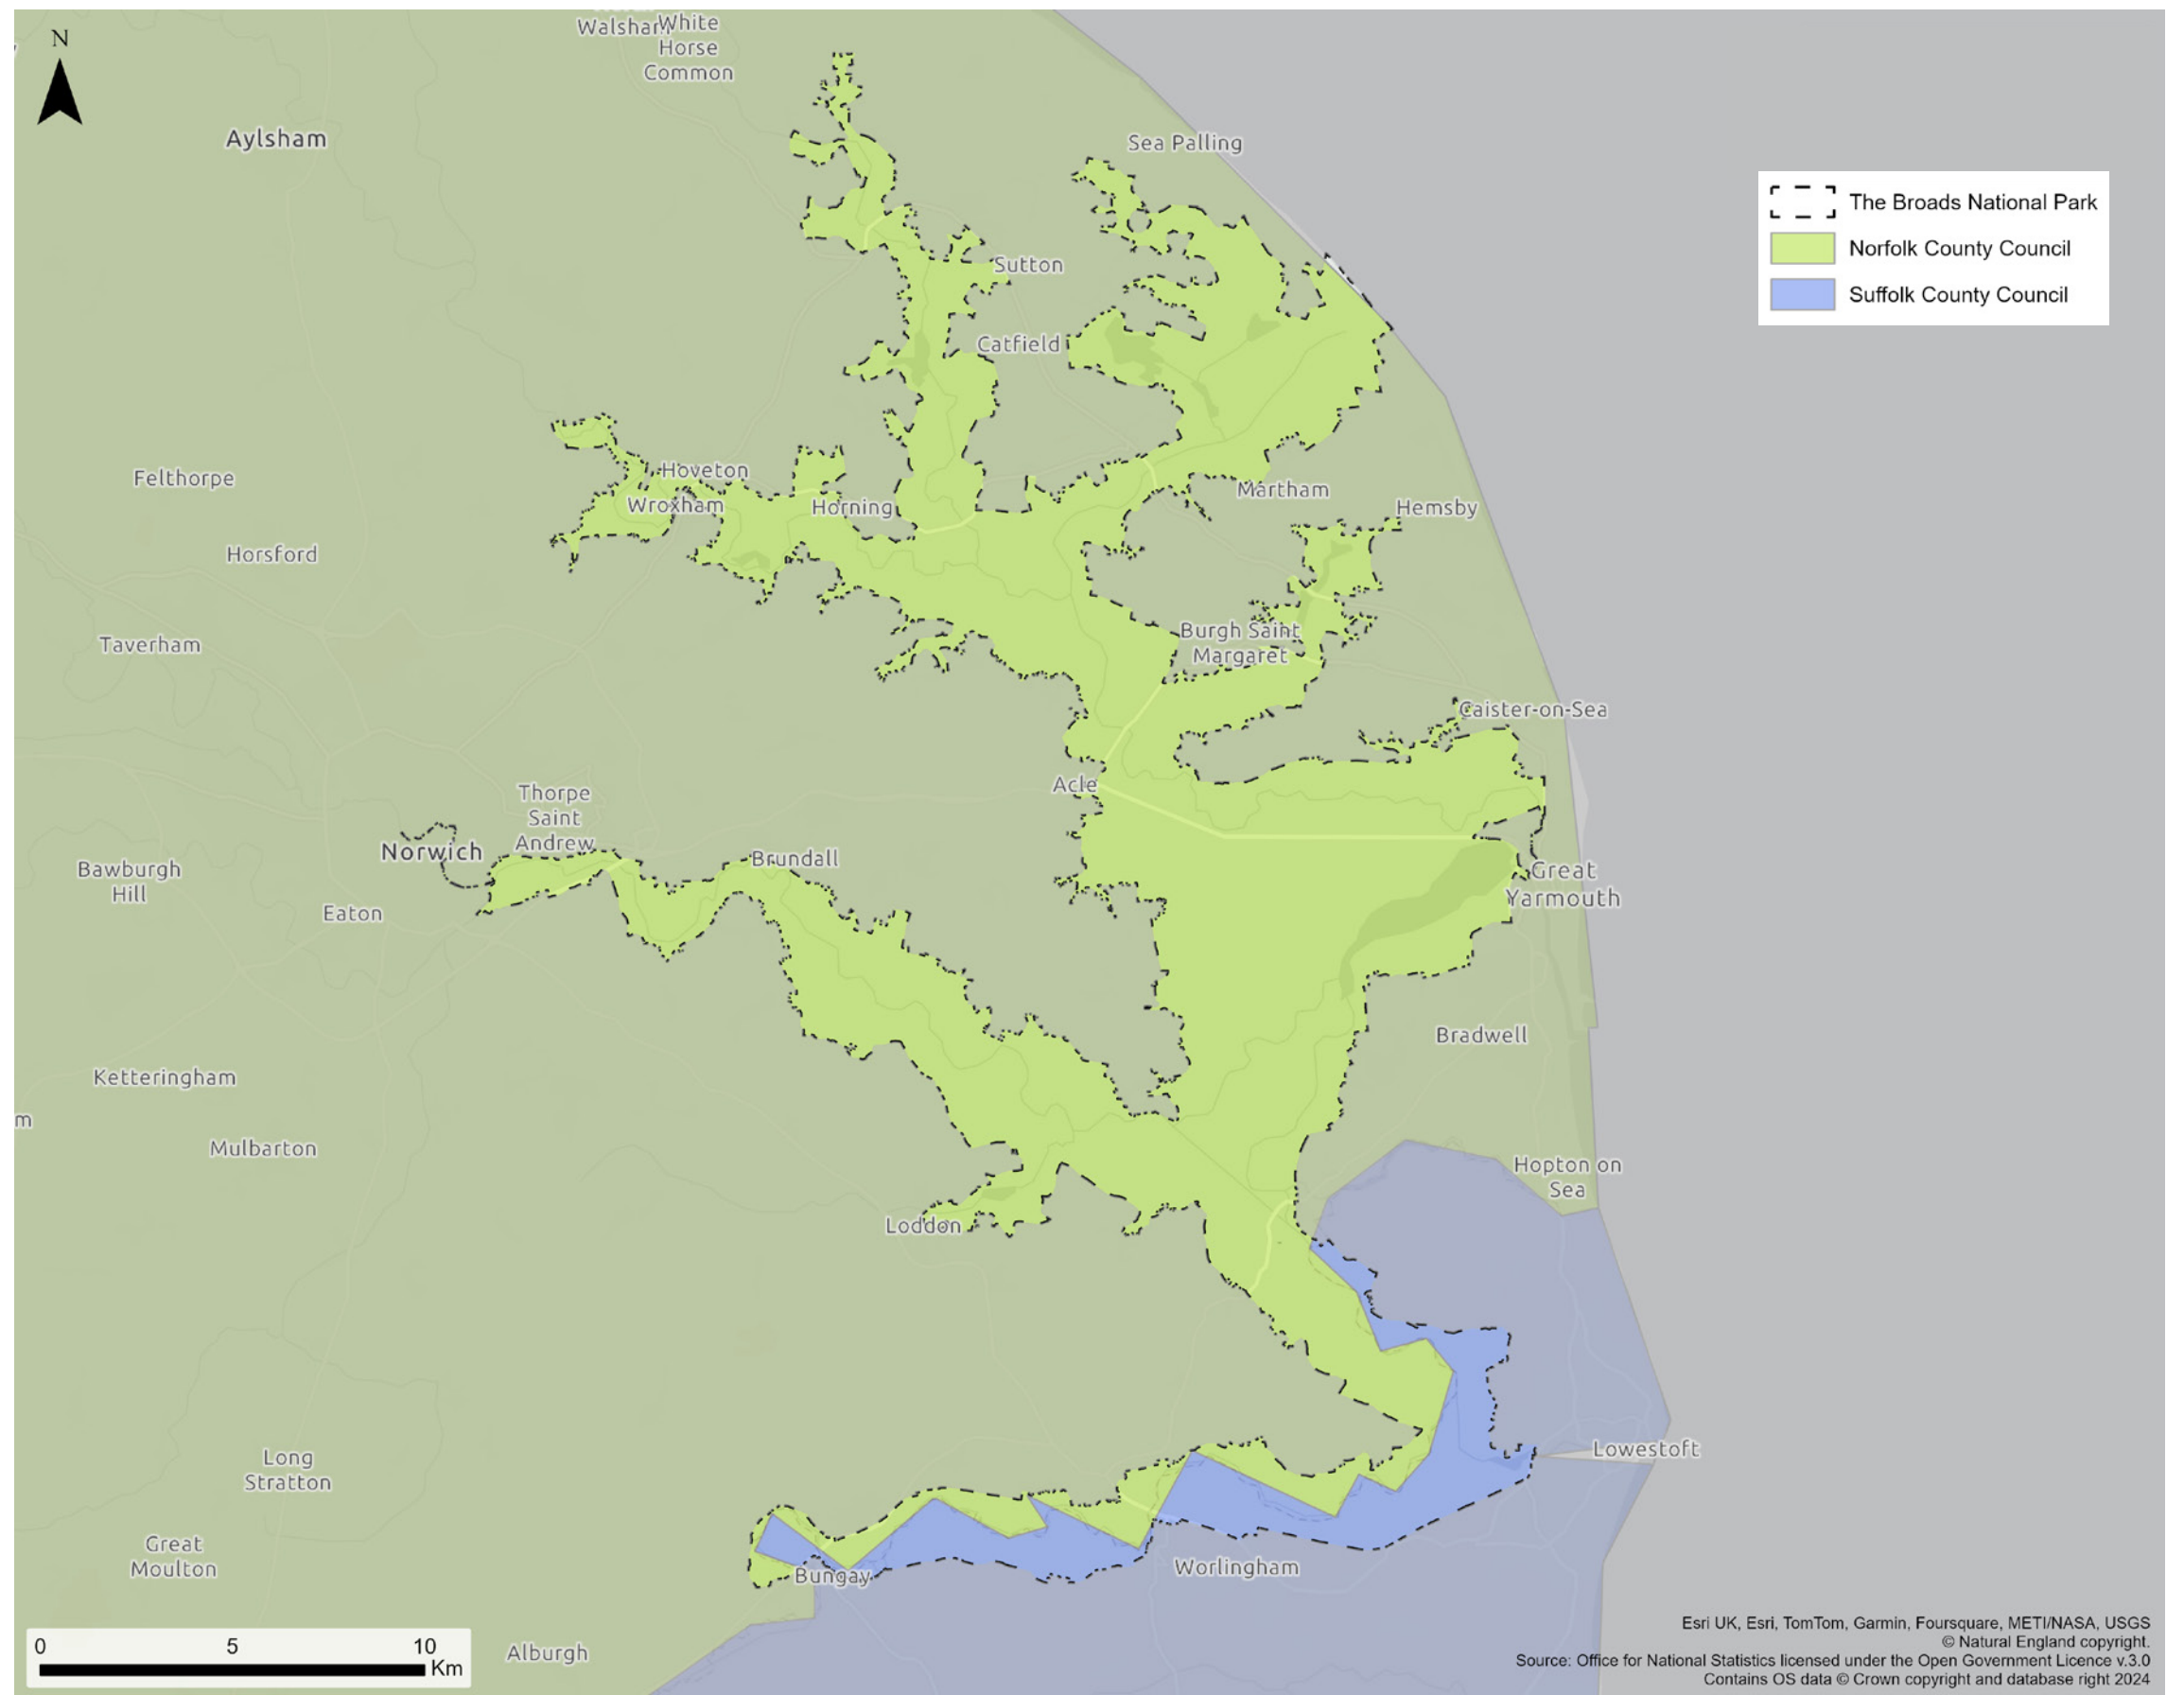 White
Walsham
Horse
Common
N
Aylsham
Sea Palling
The Broads National Park
Norfolk County Council
Suffolk County Council
Sutton
Catfield
Felthorpe
Hoveton
Wroxham
Horning
Martham
Hemsby
Horsford
Taverham
Burgh Saint
Margaret
Caister-on-Sea
Acle
Thorpe
Saint
Andrew
Norwich
Brundall
Bawburgh
Hill
Eaton
Great
Yarmouth
Bradwell
Ketteringham
m
Mulbarton
Hopton on
Sea
Loddon
Lowestoft
Long
Stratton
Great
Moulton
Bungay
Worlingham
Alburgh
0 5 10
Km
Esri UK, Esri, TomTom, Garmin, Foursquare, METI/NASA, USGS
© Natural England copyright.
Source: Office for National Statistics licensed under the Open Government Licence v.3.0
Contains OS data © Crown copyright and database right 2024